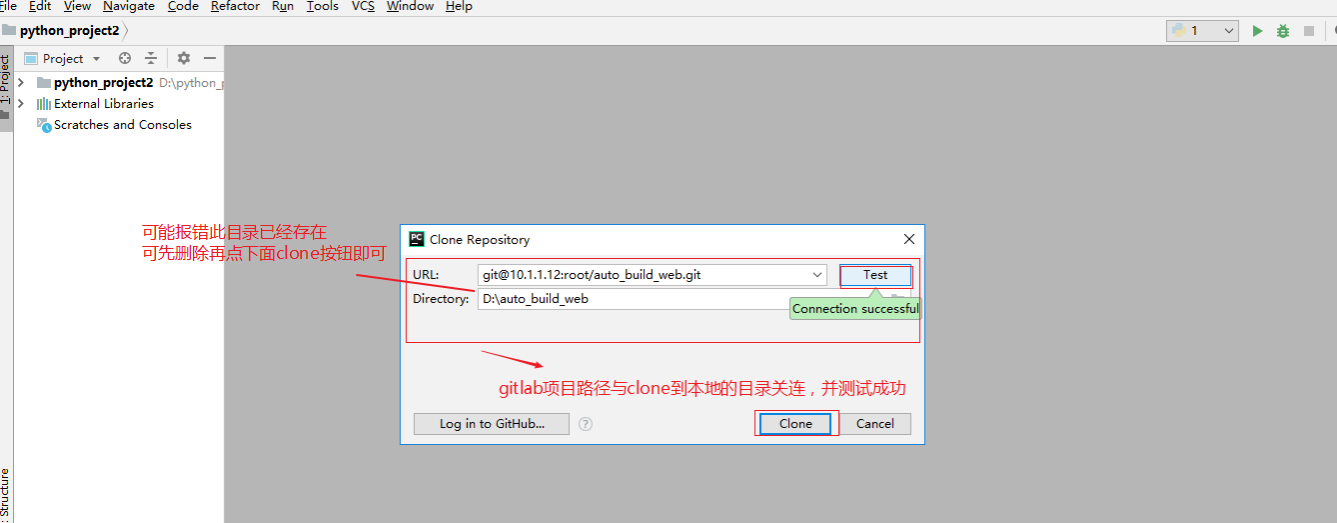 File Edit View Navigate Code Refactor Run Tools VCS Window Help
python_project2
1
1: Project
Project
python_project2 D:\python_p
External Libraries
Scratches and Consoles
可能报错此目录已经存在
可先删除再点下面clone按钮即可
PC Clone Repository
URL: git@10.1.1.12:root/auto_build_web.git Test
Directory: D:\auto_build_web
Connection successful
gitlab项目路径与clone到本地的目录关连，并测试成功
Log in to GitHub... ? Clone Cancel
: Structure